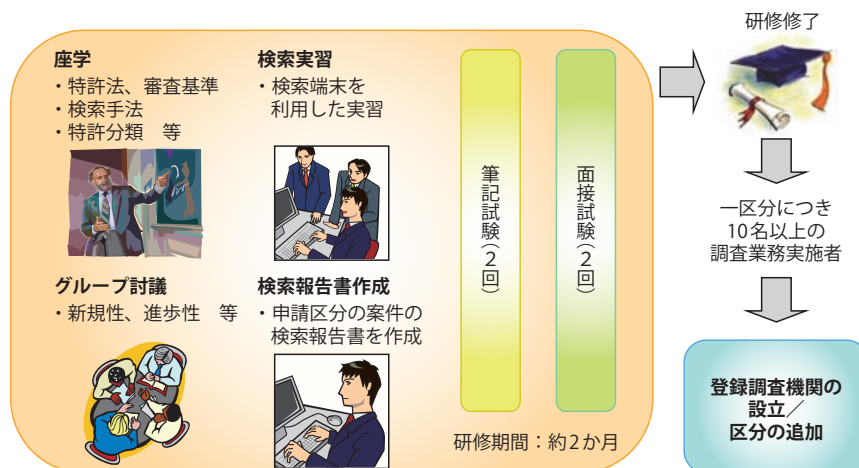 座学
・特許法、審査基準
・検索手法
・特許分類　等
検索実習
・検索端末を
利用した実習
グループ討議
・新規性、進歩性　等
検索報告書作成
・申請区分の案件の
検索報告書を作成
筆記試験（2回）
面接試験（2回）
研修期間：約2か月
研修修了
一区分につき
10名以上の
調査業務実施者
登録調査機関の
設立／
区分の追加